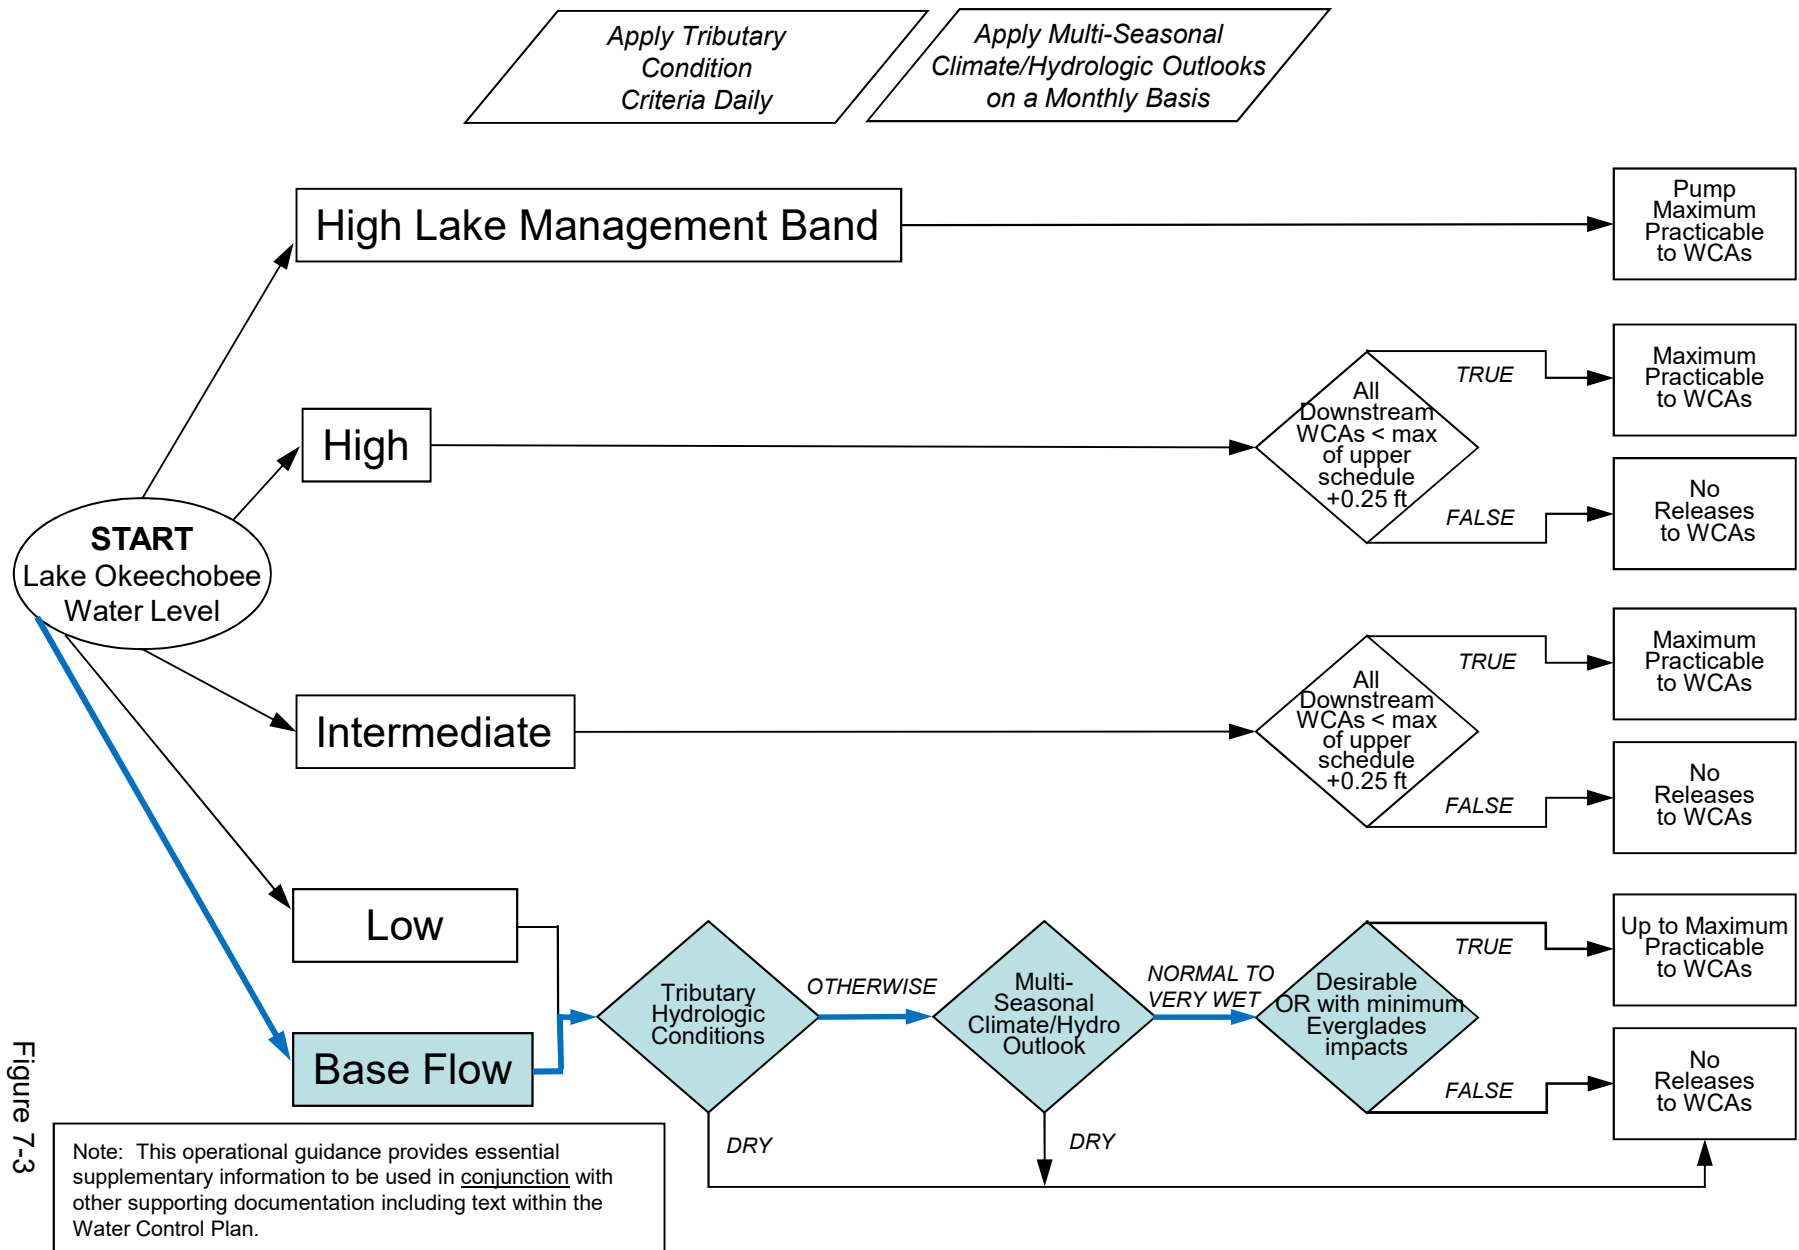 Apply Tributary
Condition
Criteria Daily
Apply Multi-Seasonal
Climate/Hydrologic Outlooks
on a Monthly Basis
High Lake Management Band
Pump
Maximum
Practicable
to WCAs
High
All
Downstream
WCAs < max
of upper
schedule
+0.25 ft
TRUE
Maximum
Practicable
to WCAs
FALSE
No
Releases
to WCAs
START
Lake Okeechobee
Water Level
Intermediate
All
Downstream
WCAs < max
of upper
schedule
+0.25 ft
TRUE
Maximum
Practicable
to WCAs
FALSE
No
Releases
to WCAs
Low
Base Flow
Tributary
Hydrologic
Conditions
OTHERWISE
DRY
Multi-
Seasonal
Climate/Hydro
Outlook
NORMAL TO
VERY WET
DRY
Desirable
OR with minimum
Everglades
impacts
TRUE
Up to Maximum
Practicable
to WCAs
FALSE
No
Releases
to WCAs
Figure 7-3
Note: This operational guidance provides essential
supplementary information to be used in conjunction with
other supporting documentation including text within the
Water Control Plan.